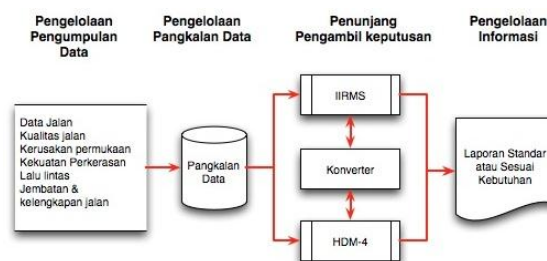 Pengelolaan
Pengumpulan
Data
Pengelolaan
Pangkalan Data
Penunjang
Pengambil keputusan
Pengelolaan
Informasi
Data Jalan
Kualitas jalan
Kerusakan permukaan
Kekuatan Perkerasan
Lalu lintas
Jembatan &
kelengkapan jalan
Pangkalan
Data
IIRMS
Konverter
HDM-4
Laporan Standar
atau Sesuai
Kebutuhan